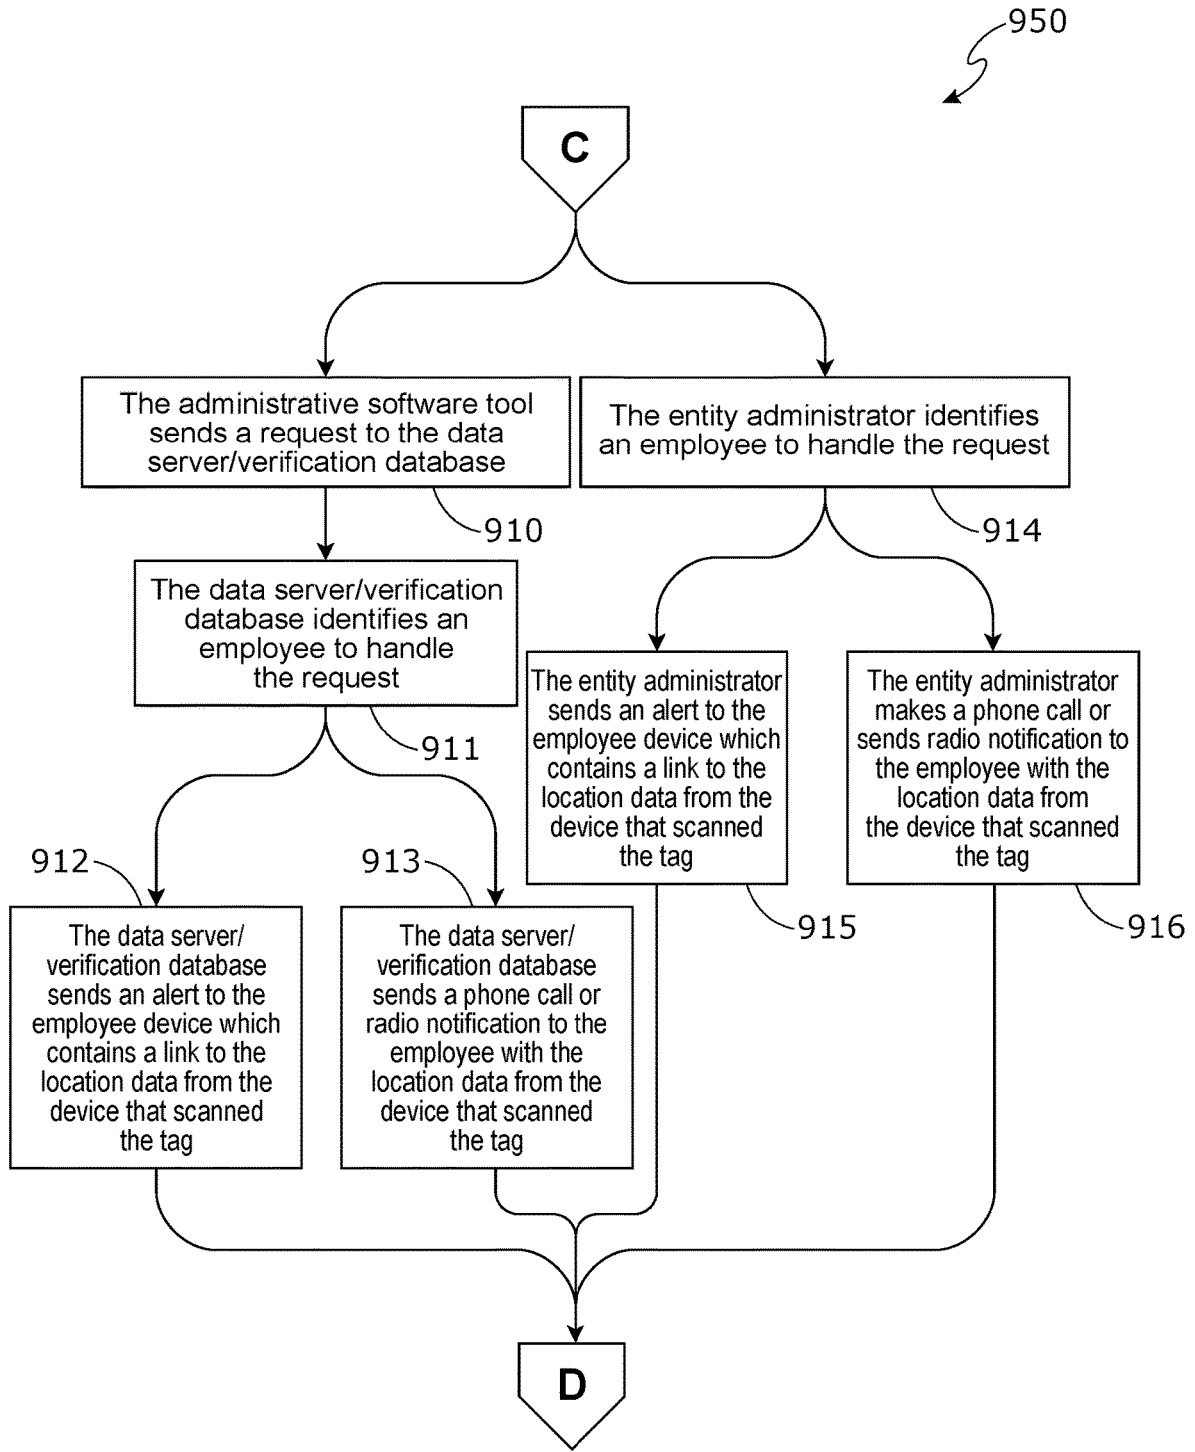 950
C
The administrative software tool
sends a request to the data
server/verification database
910
The entity administrator identifies
an employee to handle the request
914
The data server/verification
database identifies an
employee to handle
the request
911
The entity administrator
sends an alert to the
employee device which
contains a link to the
location data from the
device that scanned
the tag
915
The entity administrator
makes a phone call or
sends radio notification to
the employee with the
location data from
the device that scanned
the tag
916
912
The data server/
verification database
sends an alert to the
employee device which
contains a link to the
location data from the
device that scanned
the tag
913
The data server/
verification database
sends a phone call or
radio notification to the
employee with the
location data from the
device that scanned
the tag
D